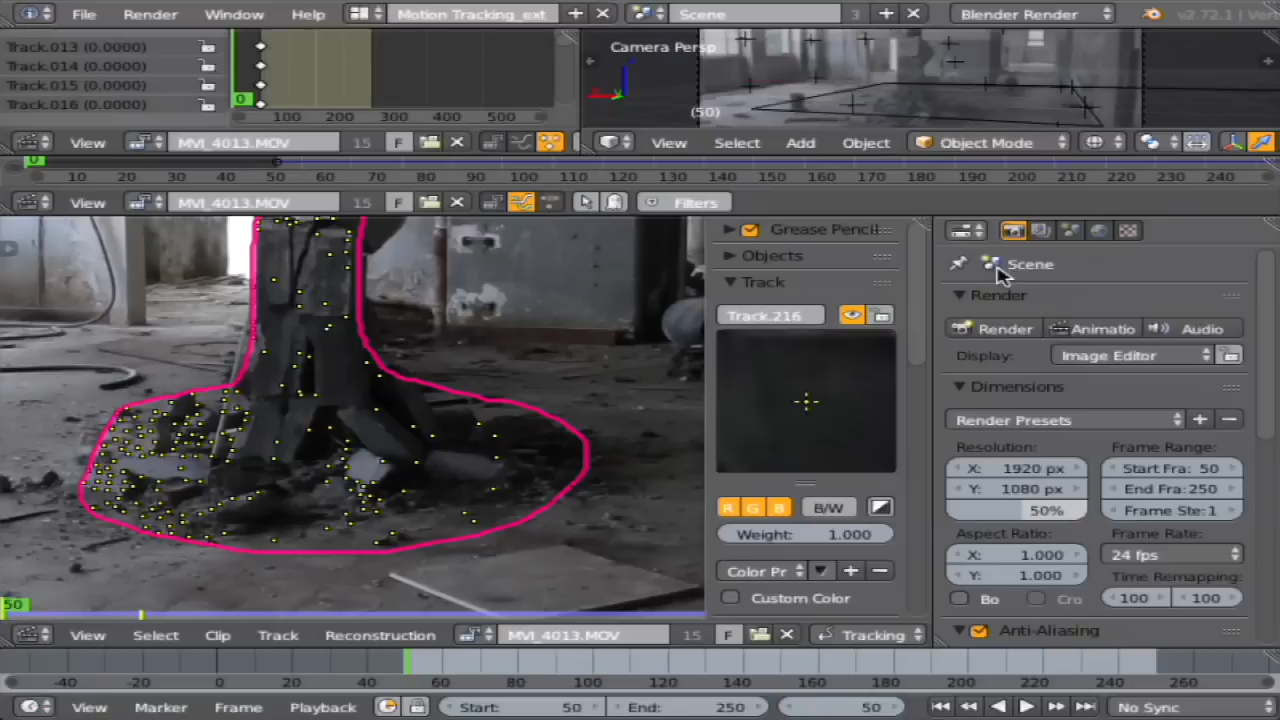 File Render Window Help Motion Tracking_ext Scene 3 Blender Render v2 72.1 | Ver
Track.013 (0.0000)
Track.014 (0.0000)
Track.015 (0.0000)
Track.016 (0.0000)
0
100 200 300 400 500
Camera Persp
(50)
View MVI_4013.MOV 15 F
View Select Add Object Object Mode
0
10 20 30 40 50 60 70 80 90 100 110 120 130 140 150 160 170 180 190 200 210 220 230 240
View MVI_4013.MOV 15 F Filters
Grease Pencil
Objects
Track
Track.216
R G B B/W
Weight: 1.000
Color Pr
Custom Color
Scene
Render
Render Animatio Audio
Display: Image Editor
Dimensions
Render Presets
Resolution: Frame Range:
X: 1920 px Start Fra: 50
Y: 1080 px End Fra: 250
50% Frame Ste: 1
Aspect Ratio: Frame Rate:
X: 1.000 24 fps
Y: 1.000 Time Remapping:
Bo Cro 100 100
Anti-Aliasing
50
View Select Clip Track Reconstruction MVI_4013.MOV 15 F Tracking
-40 -20 0 20 40 60 80 100 120 140 160 180 200 220 240 260
View Marker Frame Playback Start: 50 End: 250 50 No Sync